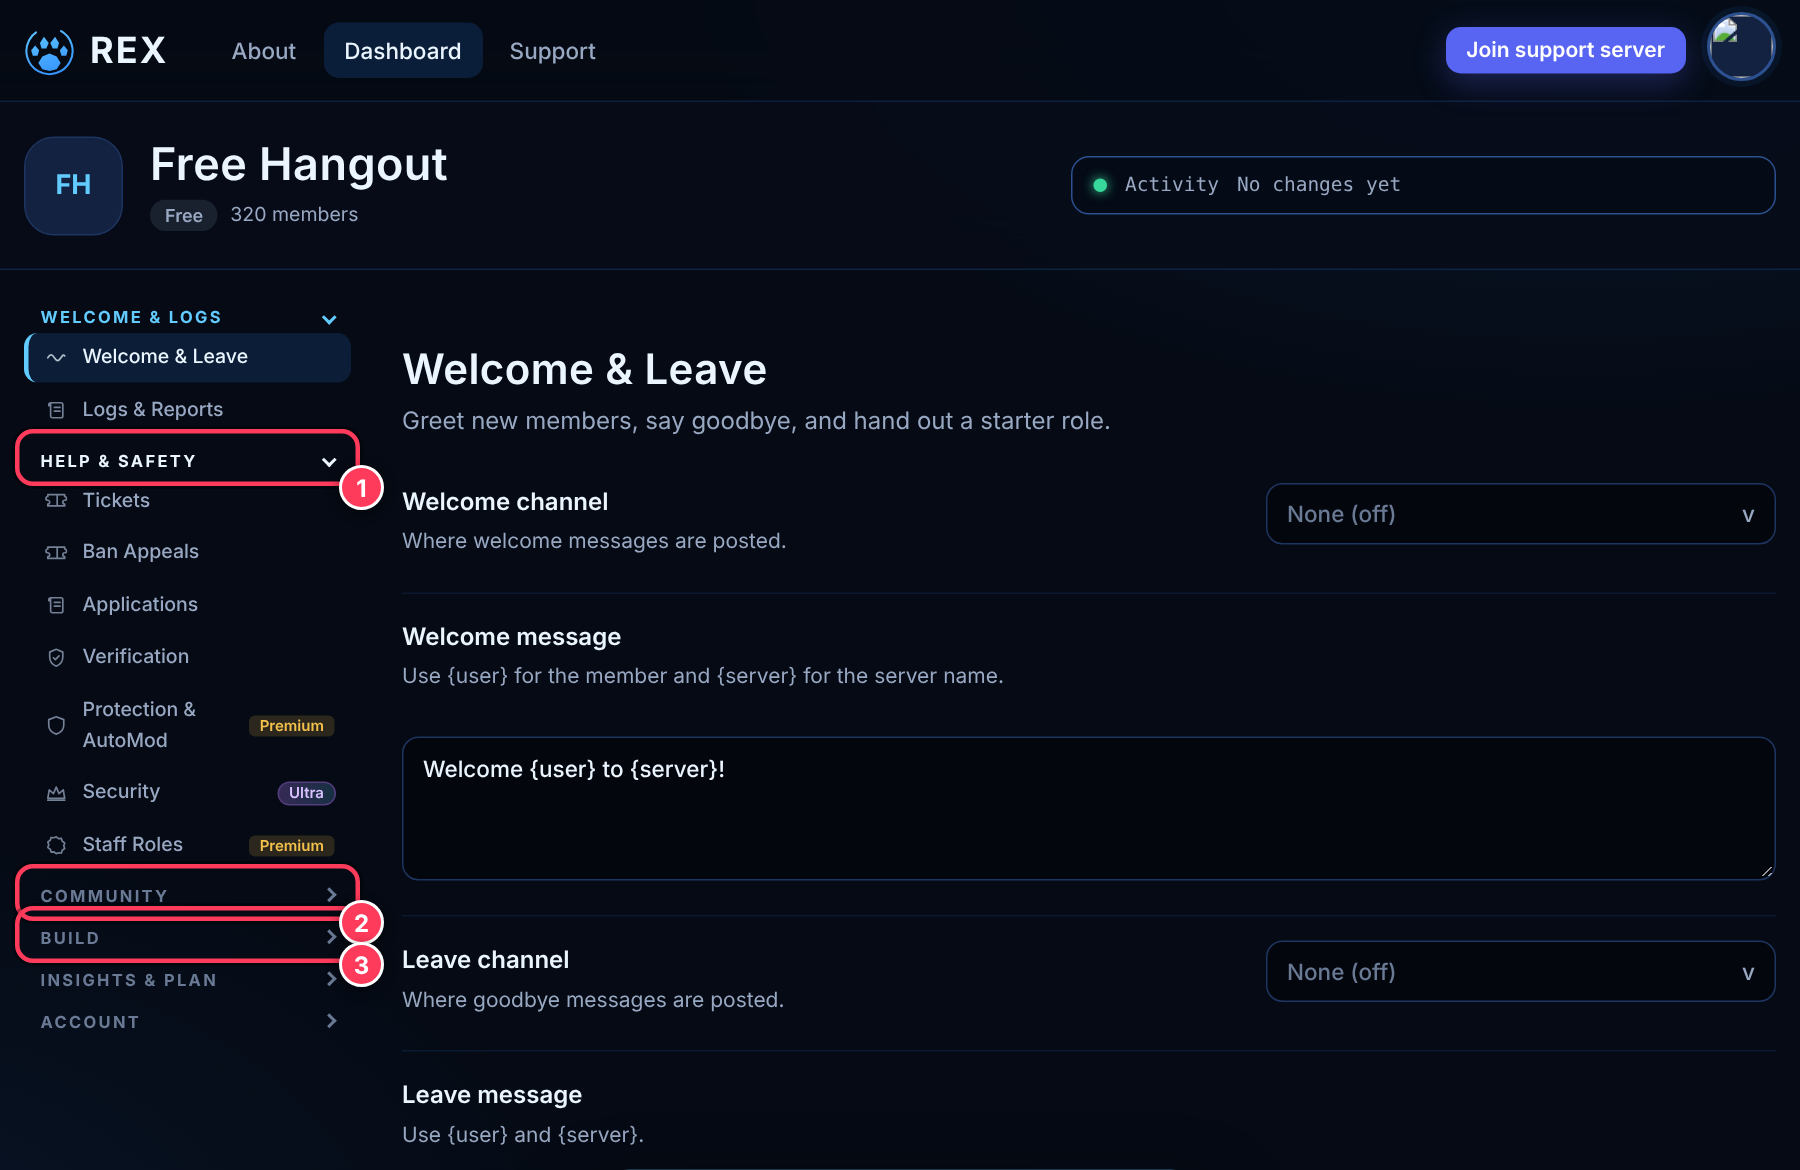 REX
About
Dashboard
Support
Join support server
FH
Free Hangout
Free
320 members
Activity No changes yet
WELCOME & LOGS
Welcome & Leave
Logs & Reports
HELP & SAFETY
1
Tickets
Ban Appeals
Applications
Verification
Protection &
AutoMod
Premium
Security
Ultra
Staff Roles
Premium
COMMUNITY
2
BUILD
3
INSIGHTS & PLAN
ACCOUNT
Welcome & Leave
Greet new members, say goodbye, and hand out a starter role.
Welcome channel
Where welcome messages are posted.
None (off)
v
Welcome message
Use {user} for the member and {server} for the server name.
Welcome {user} to {server}!
Leave channel
Where goodbye messages are posted.
None (off)
v
Leave message
Use {user} and {server}.